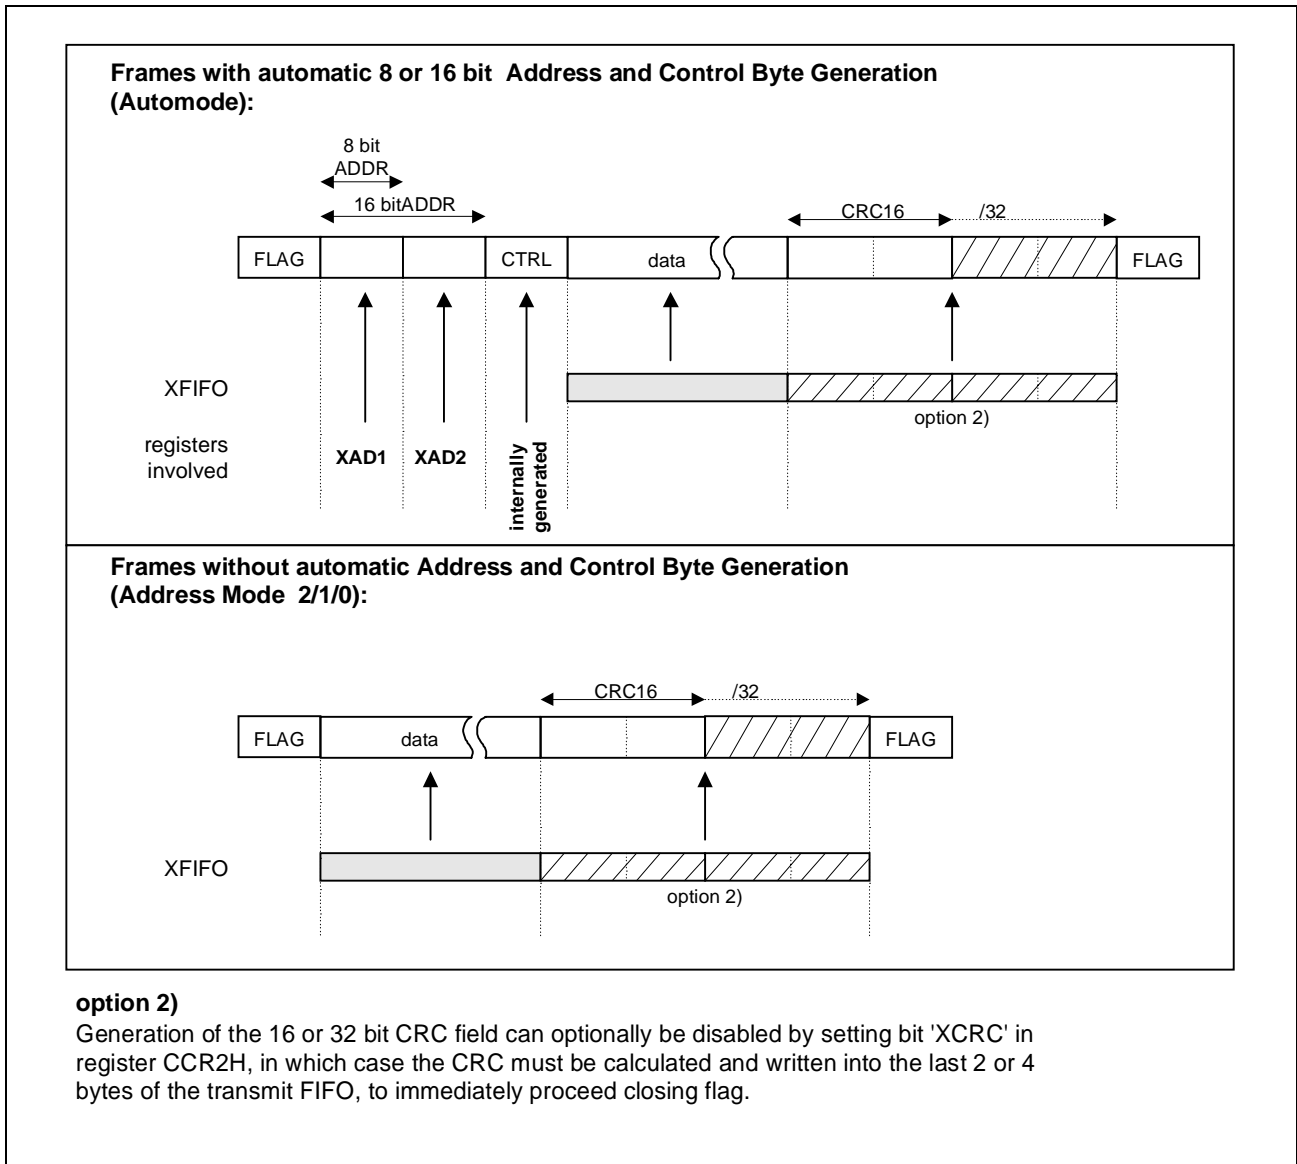 Frames with automatic 8 or 16 bit Address and Control Byte Generation
(Automode):
8 bit
ADDR
16 bitADDR
CRC16
/32
FLAG
CTRL
data
FLAG
XFIFO
option 2)
registers
involved
XAD1
XAD2
internally
generated
Frames without automatic Address and Control Byte Generation
(Address Mode 2/1/0):
CRC16
/32
FLAG
data
FLAG
XFIFO
option 2)
option 2)
Generation of the 16 or 32 bit CRC field can optionally be disabled by setting bit 'XCRC' in
register CCR2H, in which case the CRC must be calculated and written into the last 2 or 4
bytes of the transmit FIFO, to immediately proceed closing flag.